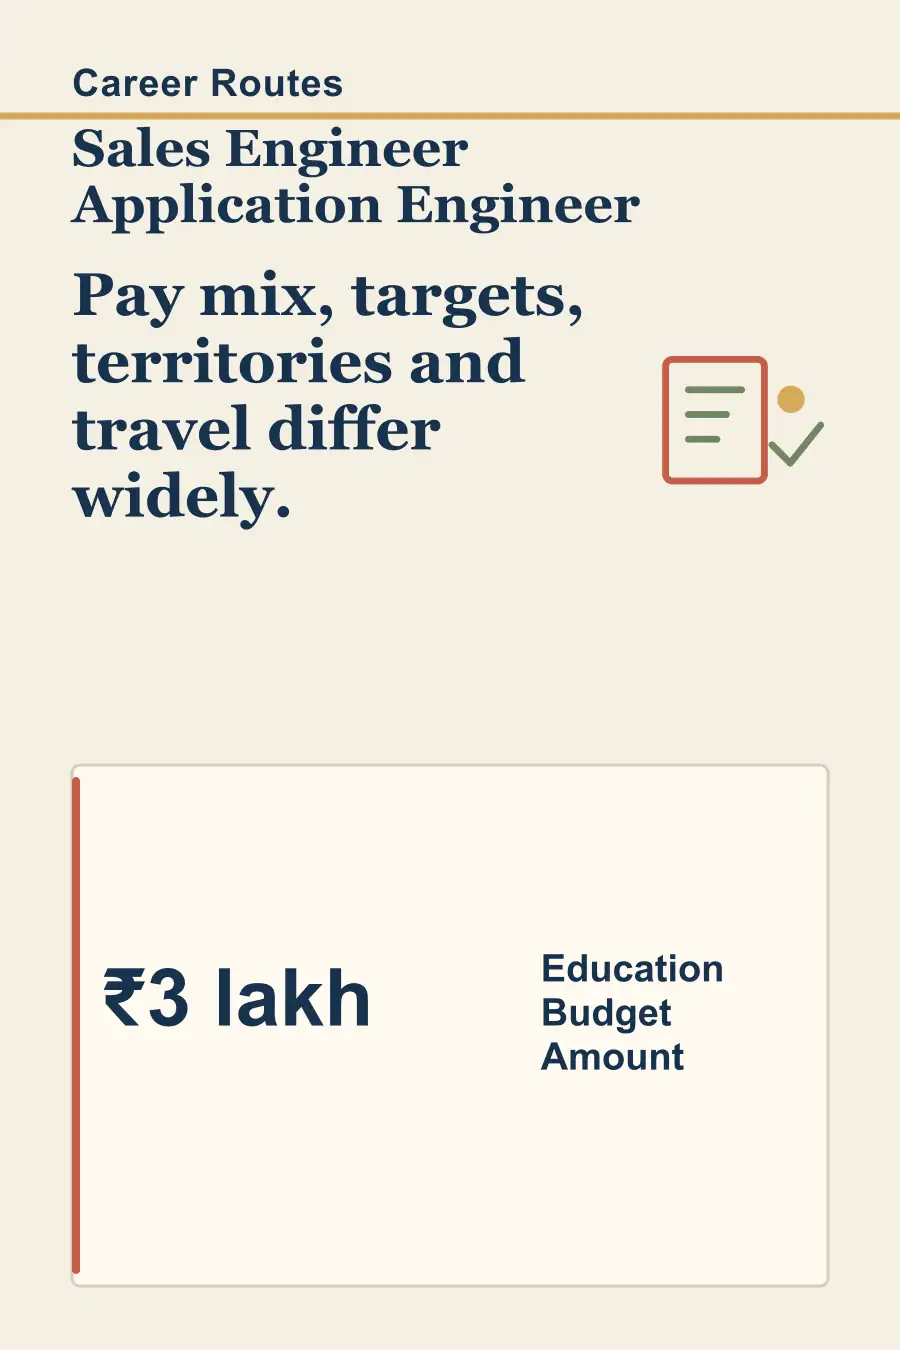 Career Routes
Sales Engineer
Application Engineer
Pay mix, targets,
territories and
travel differ
widely.
₹3 lakh
Education
Budget
Amount